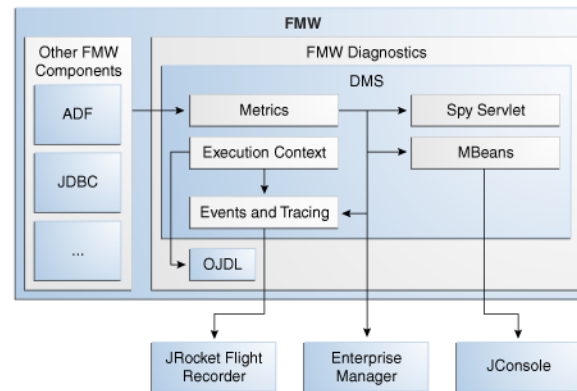 FMW
Other FMW
Components
ADF
JDBC
...
FMW Diagnostics
DMS
Metrics
Spy Servlet
Execution Context
MBeans
Events and Tracing
OJDL
JRocket Flight
Recorder
Enterprise
Manager
JConsole